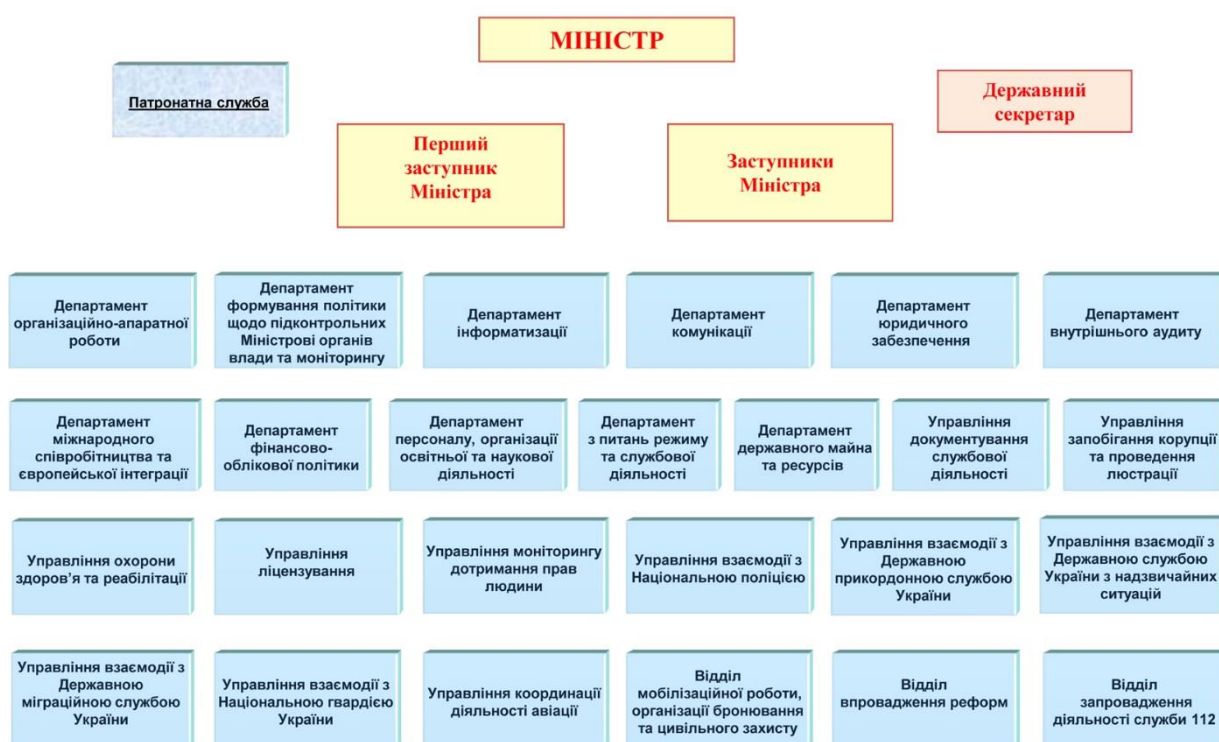 МІНІСТР
Патронатна служба
Державний
секретар
Перший
заступник
Міністра
Заступники
Міністра
Департамент
організаційно-апаратної
роботи
Департамент
формування політики
щодо підконтрольних
Міністрові органів
влади та моніторингу
Департамент
інформатизації
Департамент
комунікації
Департамент
юридичного
забезпечення
Департамент
внутрішнього аудиту
Департамент
міжнародного
співробітництва та
європейської інтеграції
Департамент
фінансово-
облікової політики
Департамент
персоналу, організації
освітньої та наукової
діяльності
Департамент
з питань режиму
та службової
діяльності
Департамент
державного майна
та ресурсів
Управління
документування
службової
діяльності
Управління
запобігання корупції
та проведення
люстрації
Управління охорони
здоров’я та реабілітації
Управління
ліцензування
Управління моніторингу
дотримання прав
людини
Управління взаємодії з
Національною поліцією
Управління взаємодії з
Державною
прикордонною службою
України
Управління взаємодії з
Державною службою
України з надзвичайних
ситуацій
Управління взаємодії з
Державною
міграційною службою
України
Управління взаємодії з
Національною гвардією
України
Управління координації
діяльності авіації
Відділ
мобілізаційної роботи,
організації бронювання
та цивільного захисту
Відділ
впровадження реформ
Відділ
запровадження
діяльності служби 112